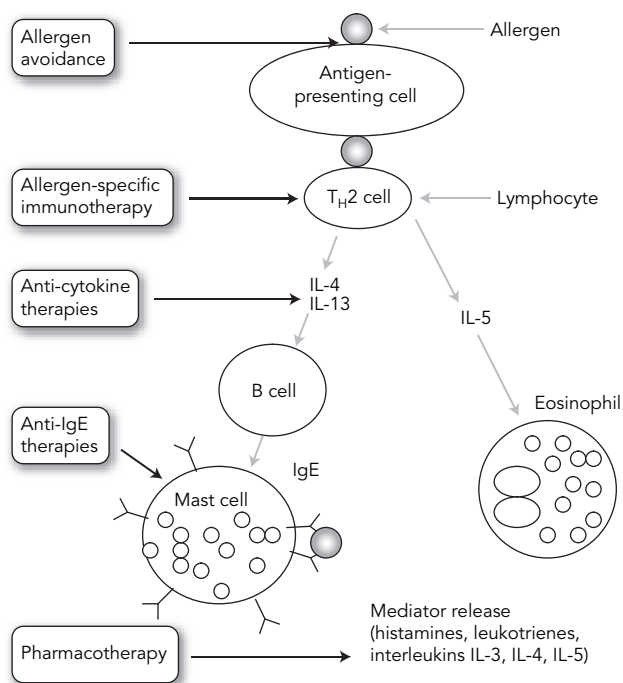 Allergen
avoidance
Allergen
Antigen-
presenting cell
Allergen-specific
immunotherapy
TH2 cell
Lymphocyte
Anti-cytokine
therapies
IL-4
IL-13
IL-5
B cell
Eosinophil
Anti-IgE
therapies
IgE
Mast cell
Mediator release
(histamines, leukotrienes,
interleukins IL-3, IL-4, IL-5)
Pharmacotherapy